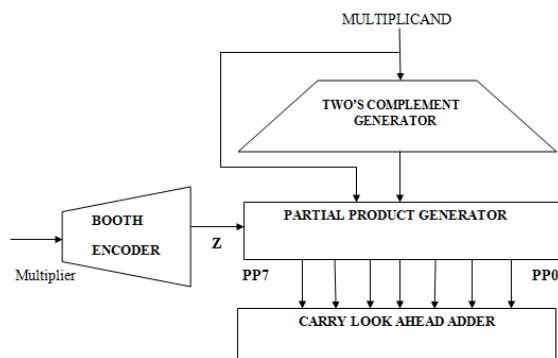 MULTIPLICAND
TWO'S COMPLEMENT
GENERATOR
BOOTH
ENCODER
Multiplier
Z
PARTIAL PRODUCT GENERATOR
PP7
PP0
CARRY LOOK AHEAD ADDER